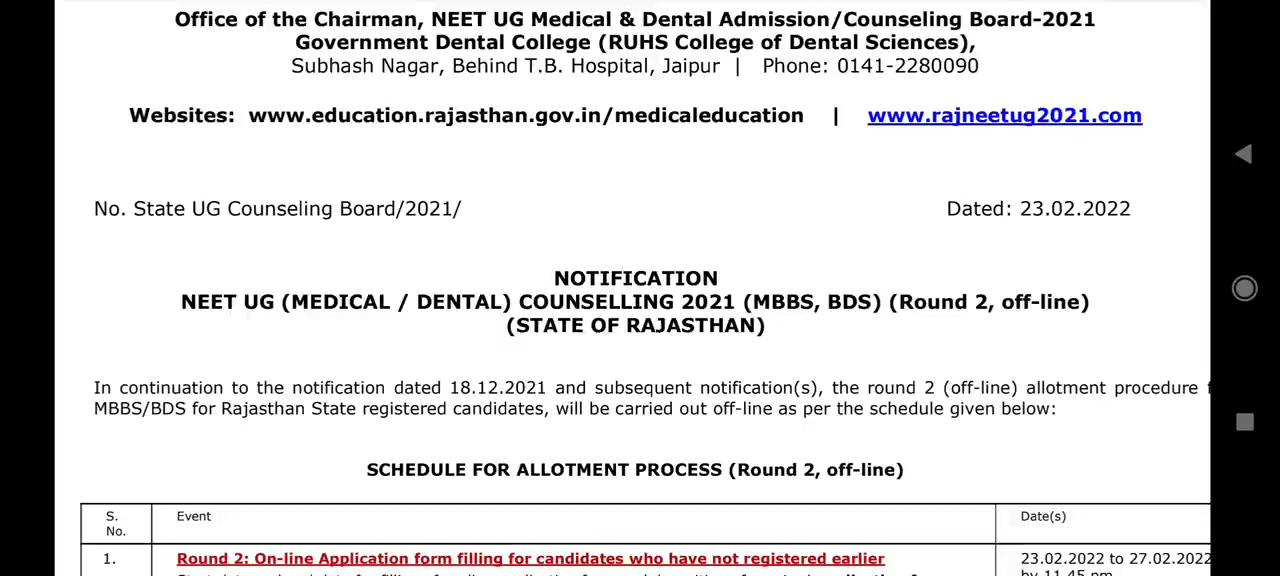 Office of the Chairman, NEET UG Medical & Dental Admission/Counseling Board-2021
Government Dental College (RUHS College of Dental Sciences),
Subhash Nagar, Behind T.B. Hospital, Jaipur | Phone: 0141-2280090
Websites: www.education.rajasthan.gov.in/medicaleducation | www.rajneetug2021.com
No. State UG Counseling Board/2021/ Dated: 23.02.2022
NOTIFICATION
NEET UG (MEDICAL / DENTAL) COUNSELLING 2021 (MBBS, BDS) (Round 2, off-line)
(STATE OF RAJASTHAN)
In continuation to the notification dated 18.12.2021 and subsequent notification(s), the round 2 (off-line) allotment procedure
MBBS/BDS for Rajasthan State registered candidates, will be carried out off-line as per the schedule given below:
SCHEDULE FOR ALLOTMENT PROCESS (Round 2, off-line)
S. No. Event Date(s)
1. Round 2: On-line Application form filling for candidates who have not registered earlier 23.02.2022 to 27.02.2022
by 11.45 pm